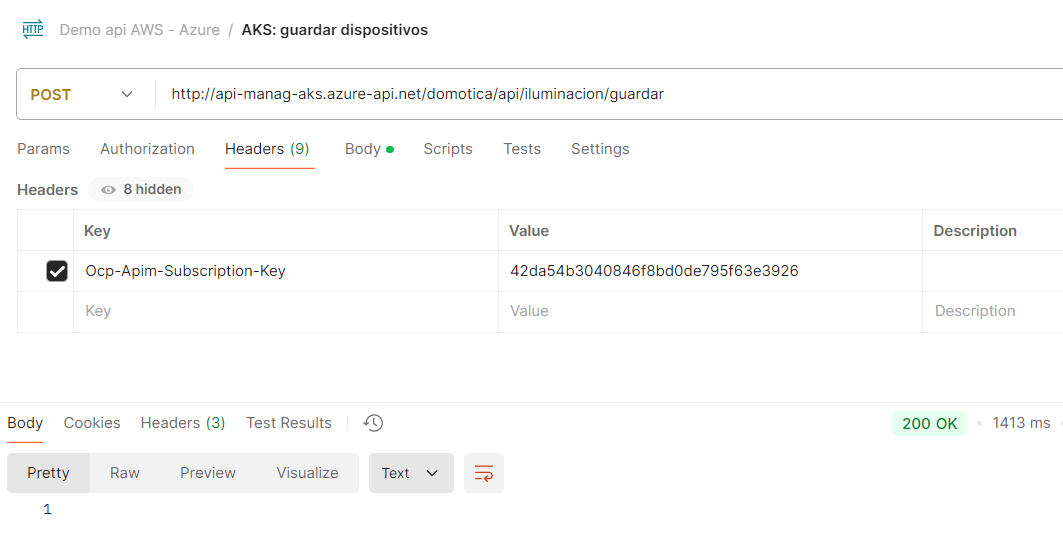 HTTP Demo api AWS - Azure / AKS: guardar dispositivos
POST http://api-manag-aks.azure-api.net/domotica/api/iluminacion/guardar
Params Authorization Headers (9) Body Scripts Tests Settings
Headers 8 hidden
Key Value Description
Ocp-Apim-Subscription-Key 42da54b3040846f8bd0de795f63e3926
Key Value Description
Body Cookies Headers (3) Test Results 200 OK 1413 ms
Pretty Raw Preview Visualize Text
1